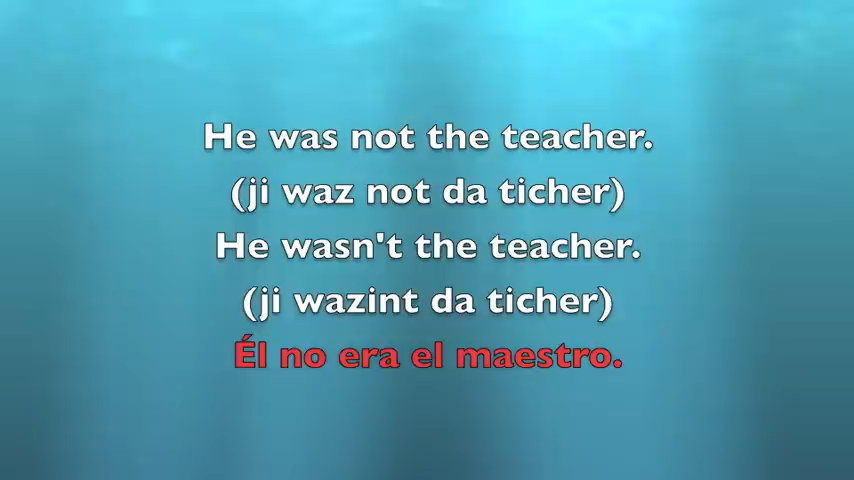 He was not the teacher.
(ji waz not da ticher)
He wasn't the teacher.
(ji wazint da ticher)
Él no era el maestro.